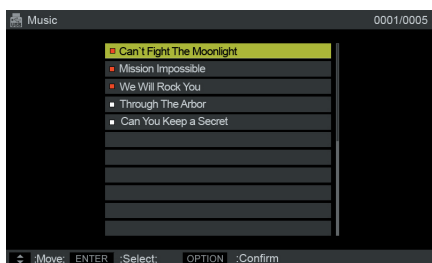 Music 0001/0005
Can`t Fight The Moonlight
Mission Impossible
We Will Rock You
Through The Arbor
Can You Keep a Secret
:Move; ENTER :Select; OPTION :Confirm